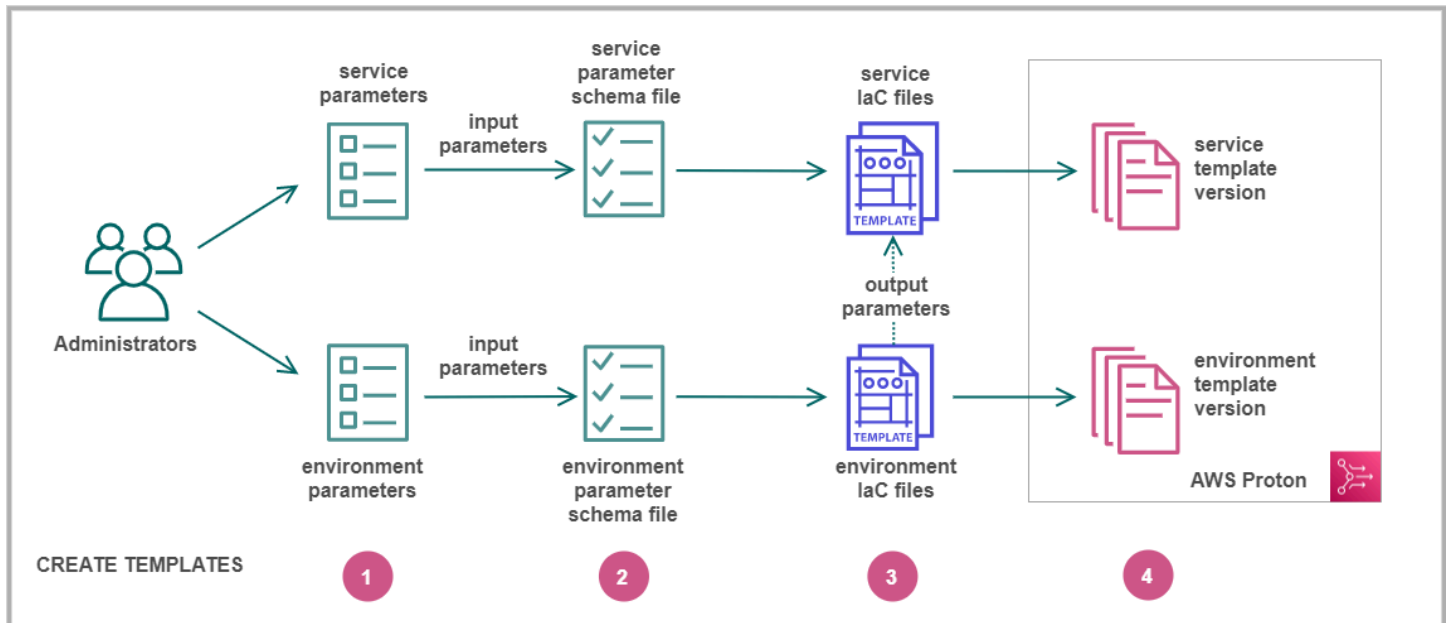 service
parameters
input
parameters
service
parameter
schema file
service
IaC files
TEMPLATE
service
template
version
Administrators
output
parameters
input
parameters
environment
parameters
environment
parameter
schema file
TEMPLATE
environment
IaC files
environment
template
version
AWS Proton
CREATE TEMPLATES
1
2
3
4